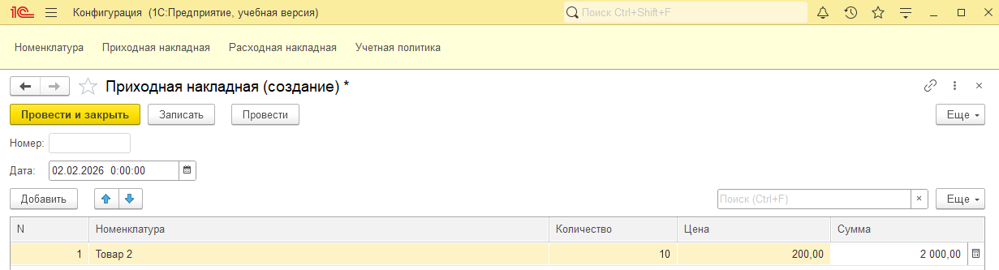 1С Конфигурация (1С:Предприятие, учебная версия) Поиск Ctrl+Shift+F
Номенклатура Приходная накладная Расходная накладная Учетная политика
Приходная накладная (создание) *
Провести и закрыть Записать Провести Еще
Номер:
Дата: 02.02.2026 0:00:00
Добавить Поиск (Ctrl+F) × Еще
N Номенклатура Количество Цена Сумма
1 Товар 2 10 200,00 2 000,00